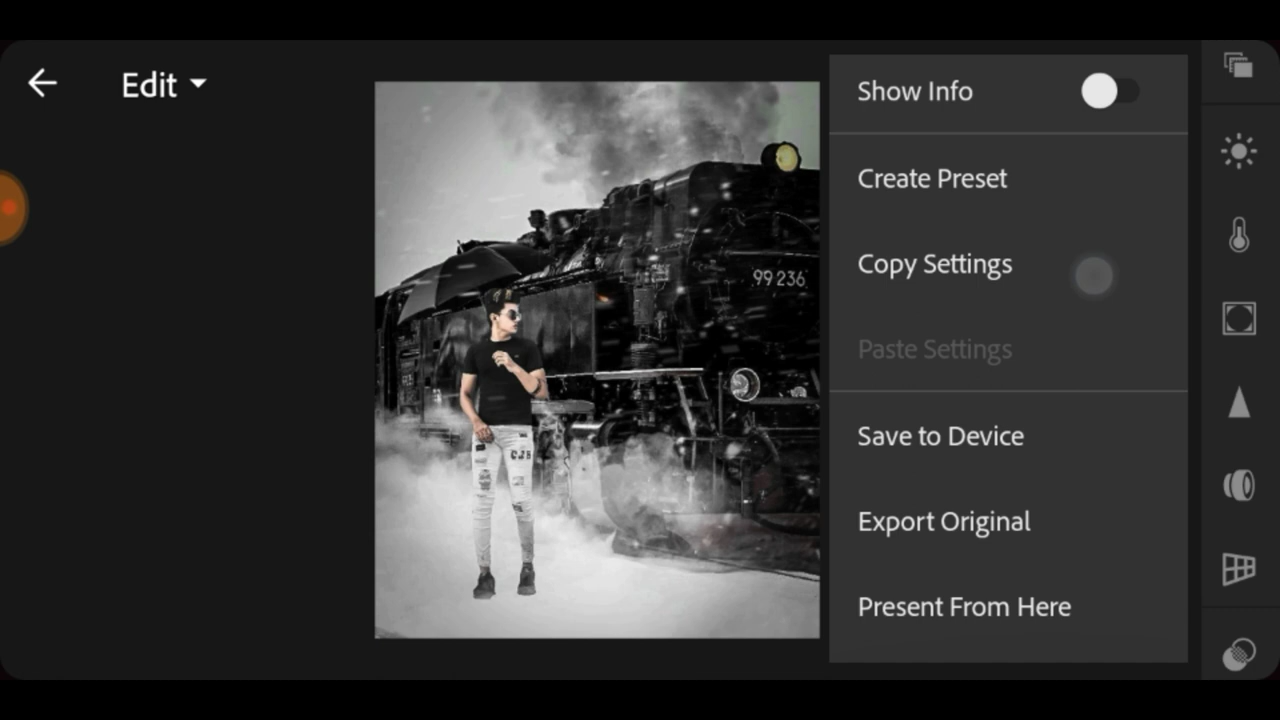 Edit
Show Info
Create Preset
Copy Settings
Paste Settings
Save to Device
Export Original
Present From Here
99 236